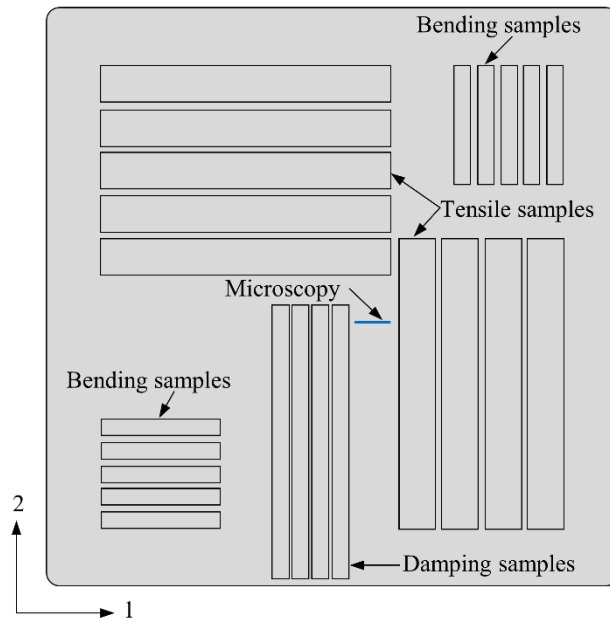 Bending samples
Tensile samples
Microscopy
Bending samples
2
Damping samples
1